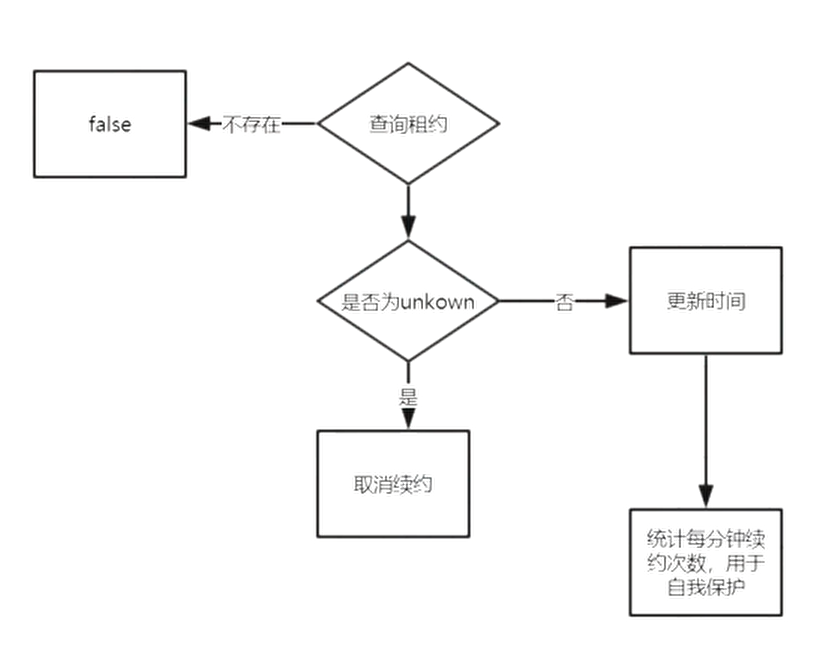 false
不存在
查询租约
是否为unkown
否
更新时间
是
取消续约
统计每分钟续
约次数，用于
自我保护